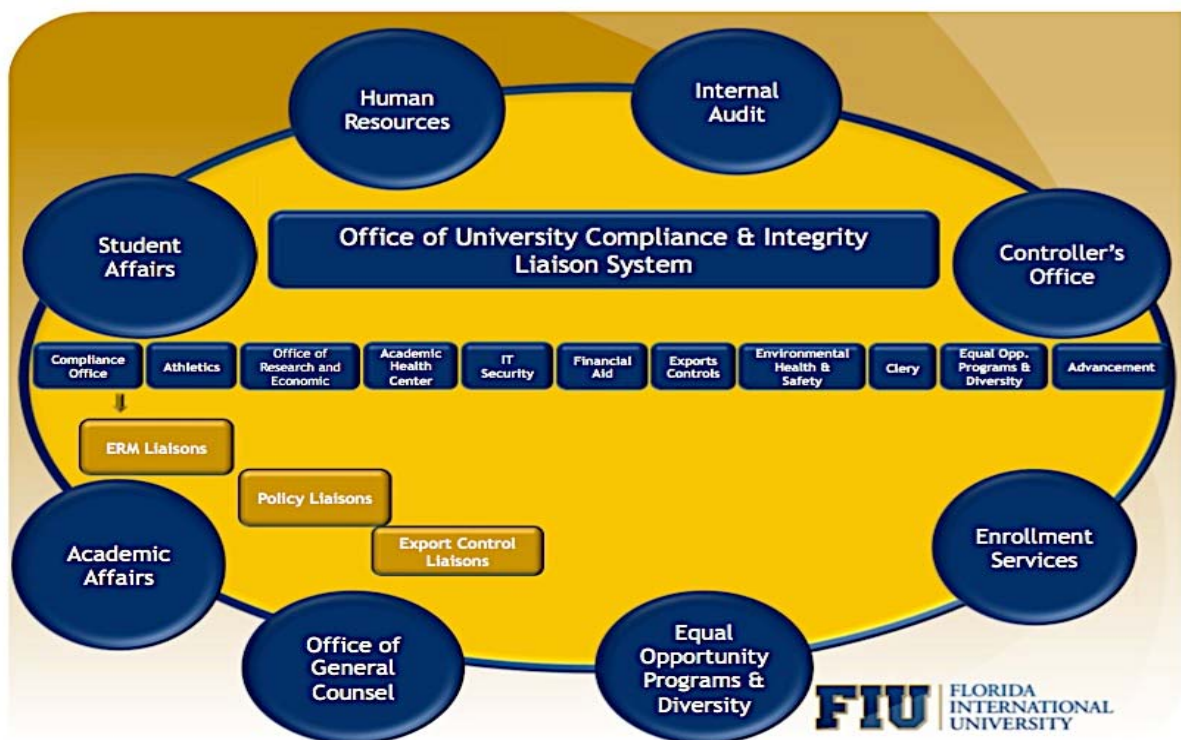 Human
Resources
Internal
Audit
Student
Affairs
Office of University Compliance & Integrity
Liaison System
Controller's
Office
Compliance
Office
Athletics
Office of
Research and
Economic
Academic
Health
Center
IT
Security
Financial
Aid
Exports
Controls
Environmental
Health &
Safety
Clery
Equal Opp.
Programs &
Diversity
Advancement
ERM Liaisons
Policy Liaisons
Export Control
Liaisons
Academic
Affairs
Enrollment
Services
Office of
General
Counsel
Equal
Opportunity
Programs &
Diversity
FIU
FLORIDA
INTERNATIONAL
UNIVERSITY